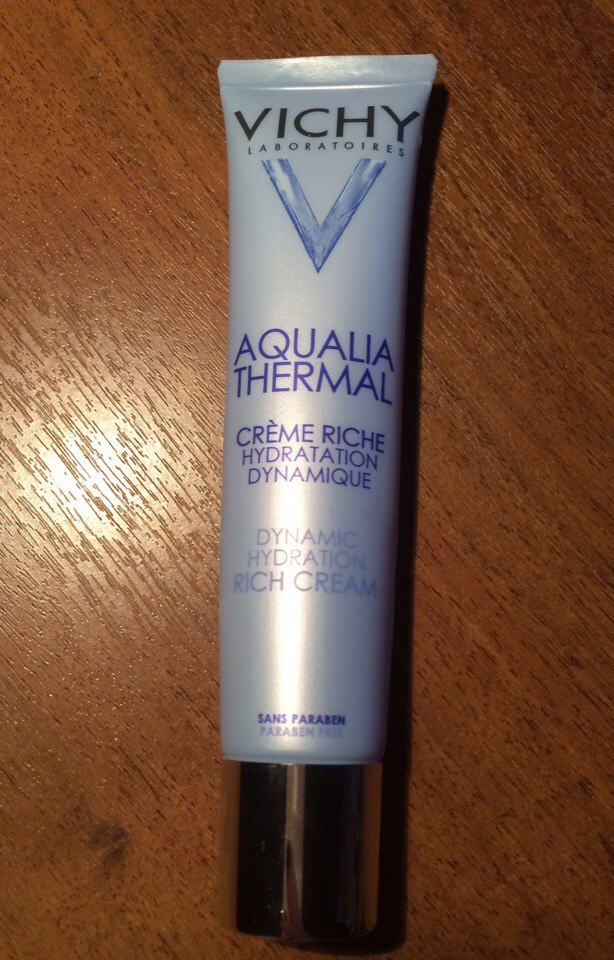 VICHY
LABORATOIRES
AQUALIA
THERMAL
CRÈME RICHE
HYDRATATION
DYNAMIQUE
DYNAMIC
HYDRATION
RICH CREAM
SANS PARABEN
PARABEN FREE